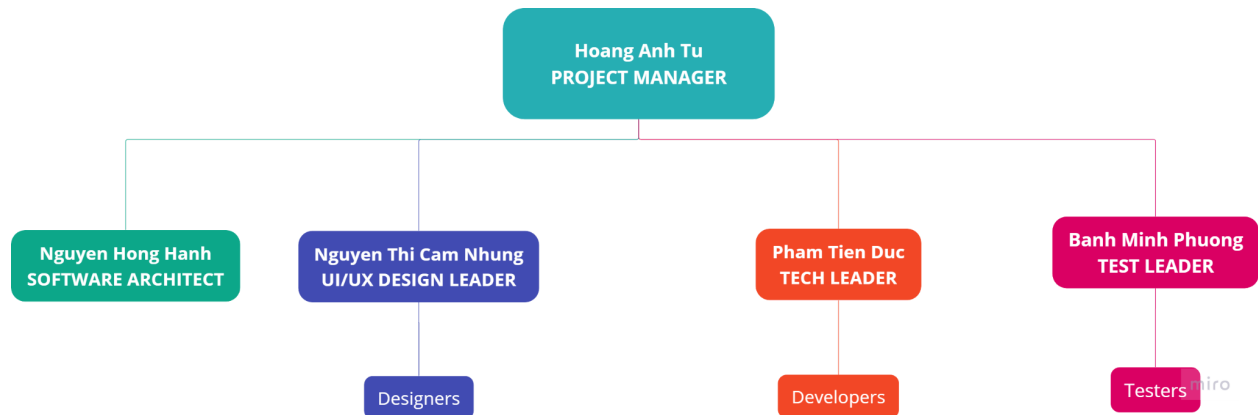 Hoang Anh Tu
PROJECT MANAGER
Nguyen Hong Hanh
SOFTWARE ARCHITECT
Nguyen Thi Cam Nhung
UI/UX DESIGN LEADER
Pham Tien Duc
TECH LEADER
Banh Minh Phuong
TEST LEADER
Designers
Developers
Testers
miro